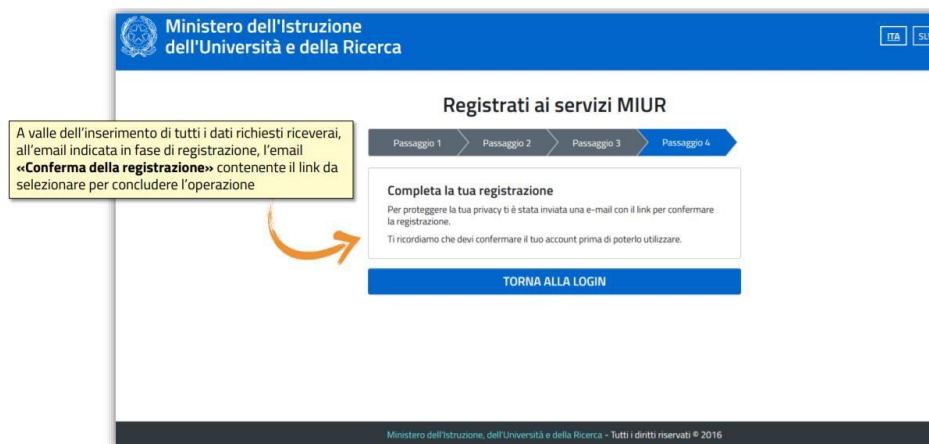 Ministero dell'Istruzione
dell'Università e della Ricerca
ITA
Registrati ai servizi MIUR
A valle dell'inserimento di tutti i dati richiesti riceverai,
all'email indicata in fase di registrazione, l'email
«Conferma della registrazione» contenente il link da
selezionare per concludere l'operazione
Passaggio 1
Passaggio 2
Passaggio 3
Passaggio 4
Completa la tua registrazione
Per proteggere la tua privacy ti è stata inviata una e-mail con il link per confermare
la registrazione.
Ti ricordiamo che devi confermare il tuo account prima di poterlo utilizzare.
TORNA ALLA LOGIN
Ministero dell'Istruzione, dell'Università e della Ricerca - Tutti i diritti riservati © 2016